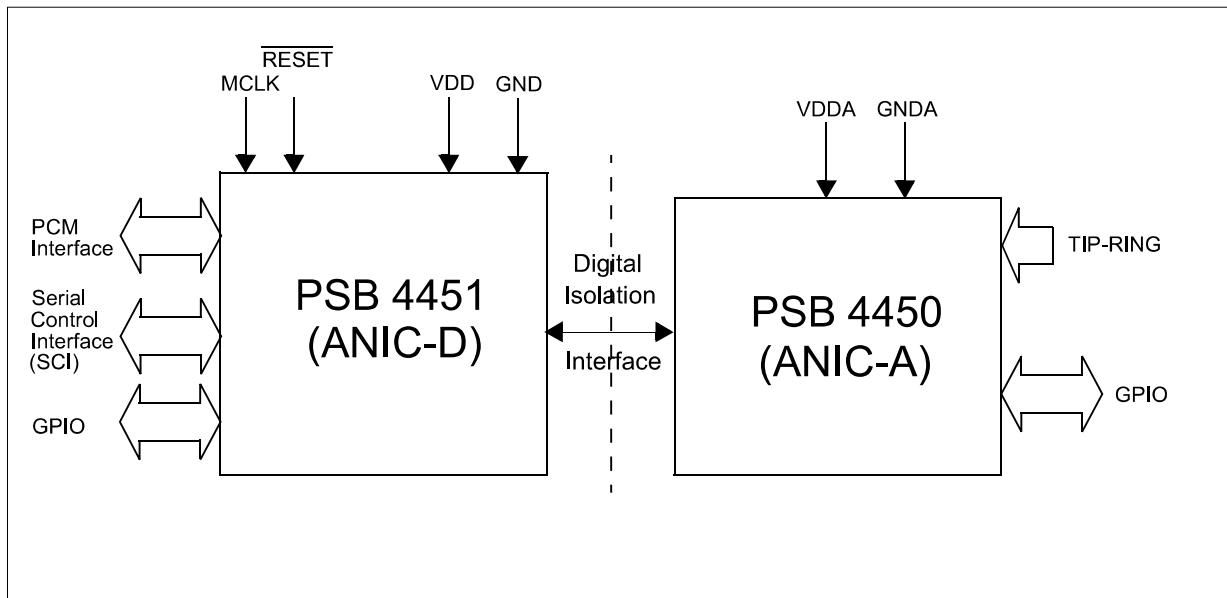 RESET
MCLK
VDD
GND
VDDA
GNDA
PCM
Interface
Serial
Control
Interface
(SCI)
GPIO
PSB 4451
(ANIC-D)
Digital
Isolation
Interface
PSB 4450
(ANIC-A)
TIP-RING
GPIO